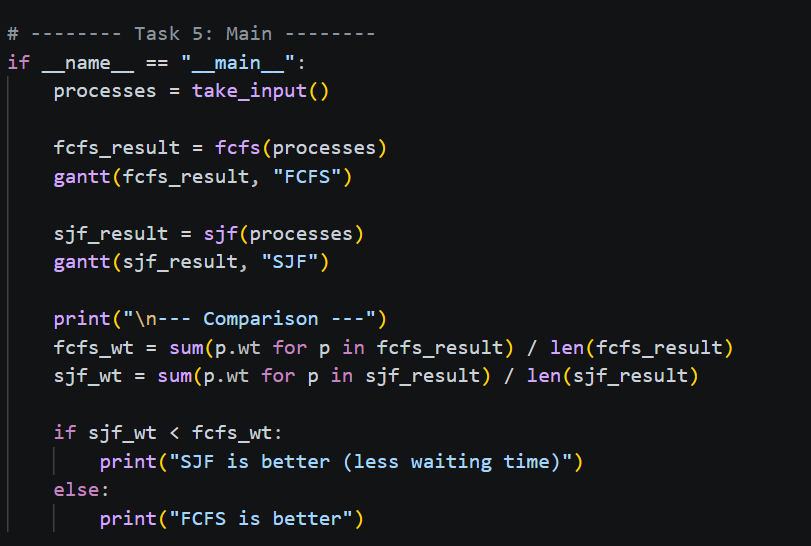 # -------- Task 5: Main --------
if __name__ == "__main__":
    processes = take_input()

    fcfs_result = fcfs(processes)
    gantt(fcfs_result, "FCFS")

    sjf_result = sjf(processes)
    gantt(sjf_result, "SJF")

    print("\n--- Comparison ---")
    fcfs_wt = sum(p.wt for p in fcfs_result) / len(fcfs_result)
    sjf_wt = sum(p.wt for p in sjf_result) / len(sjf_result)

    if sjf_wt < fcfs_wt:
        print("SJF is better (less waiting time)")
    else:
        print("FCFS is better")